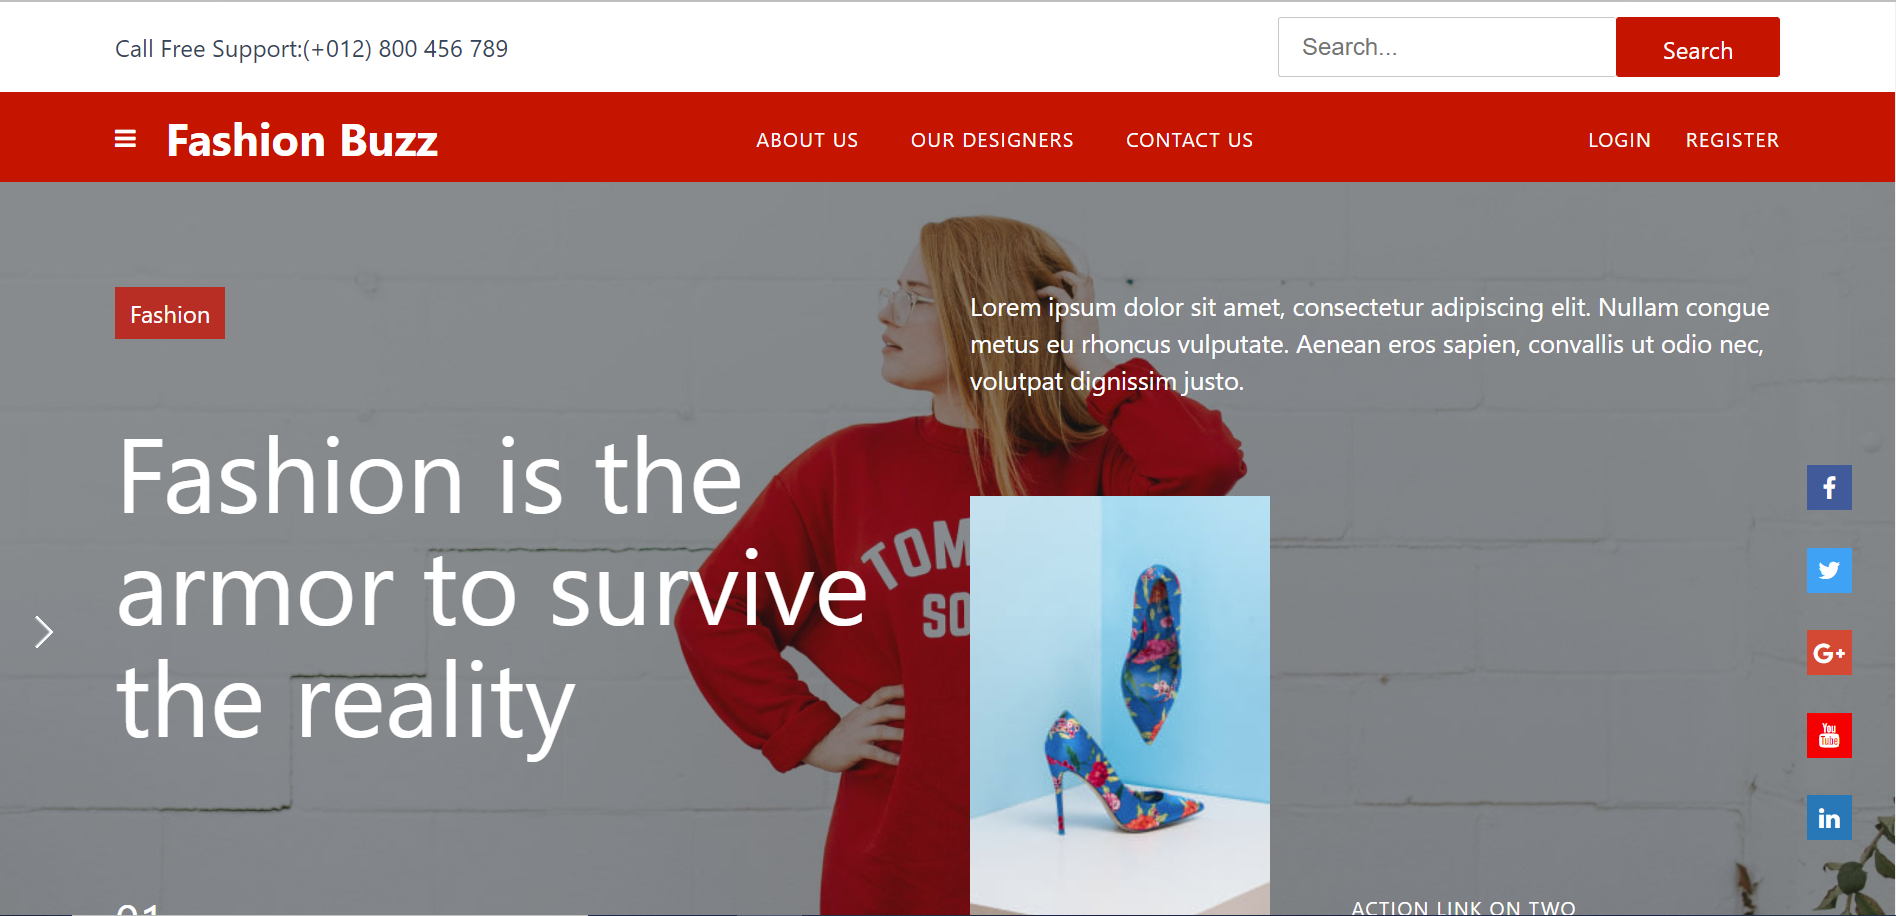 Call Free Support:(+012) 800 456 789
Search...
Search
Fashion Buzz
ABOUT US
OUR DESIGNERS
CONTACT US
LOGIN
REGISTER
Fashion
Lorem ipsum dolor sit amet, consectetur adipiscing elit. Nullam congue
metus eu rhoncus vulputate. Aenean eros sapien, convallis ut odio nec,
volutpat dignissim justo.
Fashion is the
armor to survive
the reality
TOM
SO
f
G+
You
Tube
in
01
ACTION LINK ON TWO